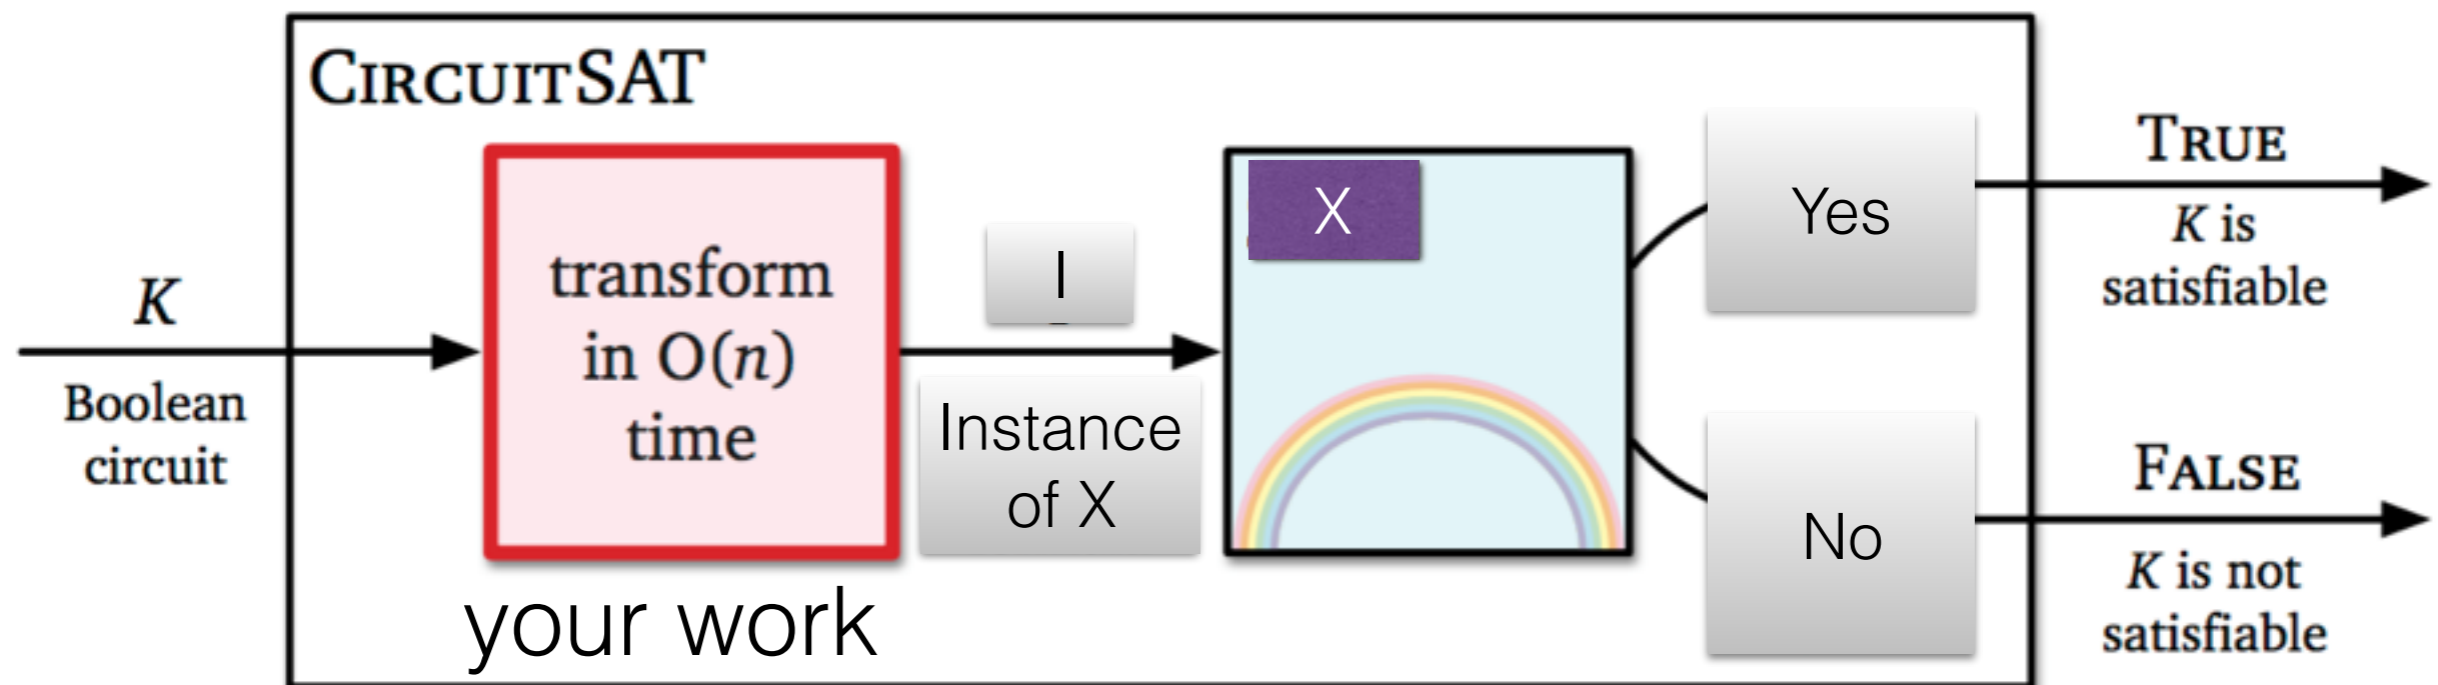 CIRCUITSAT
K
Boolean
circuit
transform
in O(n)
time
your work
I
Instance
of X
X
Yes
No
TRUE
K is
satisfiable
FALSE
K is not
satisfiable